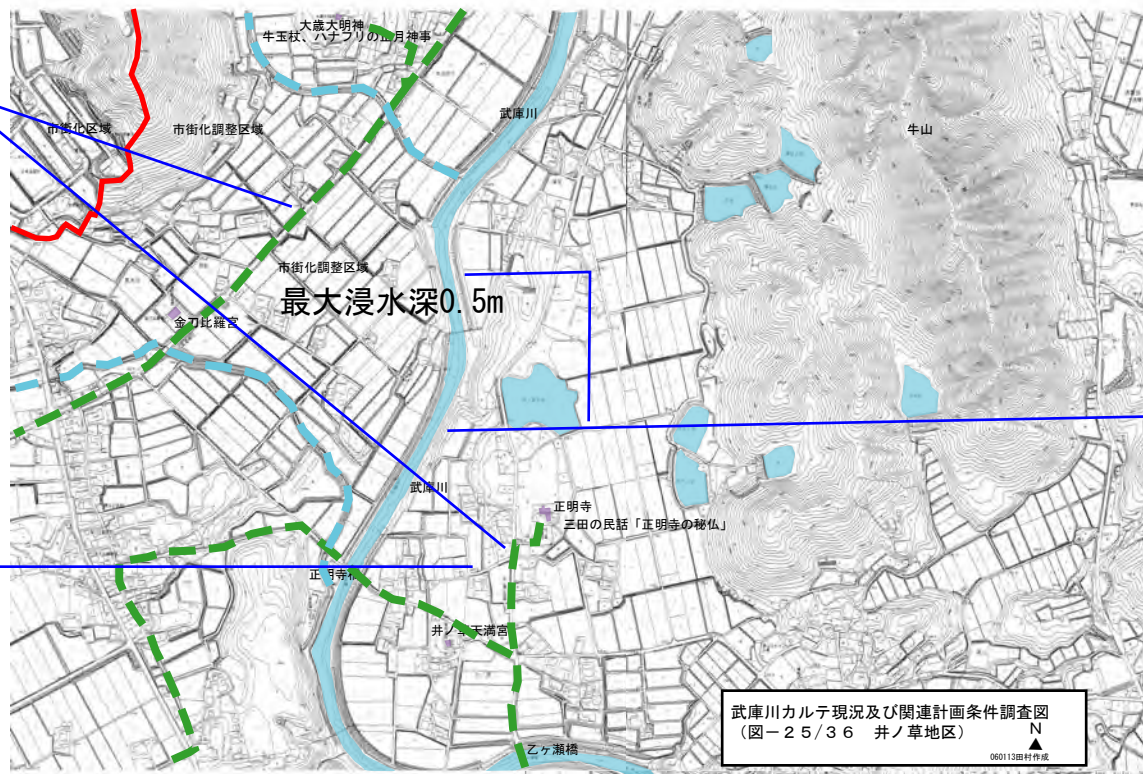 大歳大明神
牛玉杖、ハナフリの正月神事
武庫川
市街化区域
市街化調整区域
牛山
市街化調整区域
最大浸水深0.5m
金刀比羅宮
武庫川
正明寺
三田の民話「正明寺の秘仏」
正明寺橋
井ノ草天満宮
乙ヶ瀬橋
武庫川カルテ現況及び関連計画条件調査図
(図－２５/３６　井ノ草地区)
N
060113田村作成